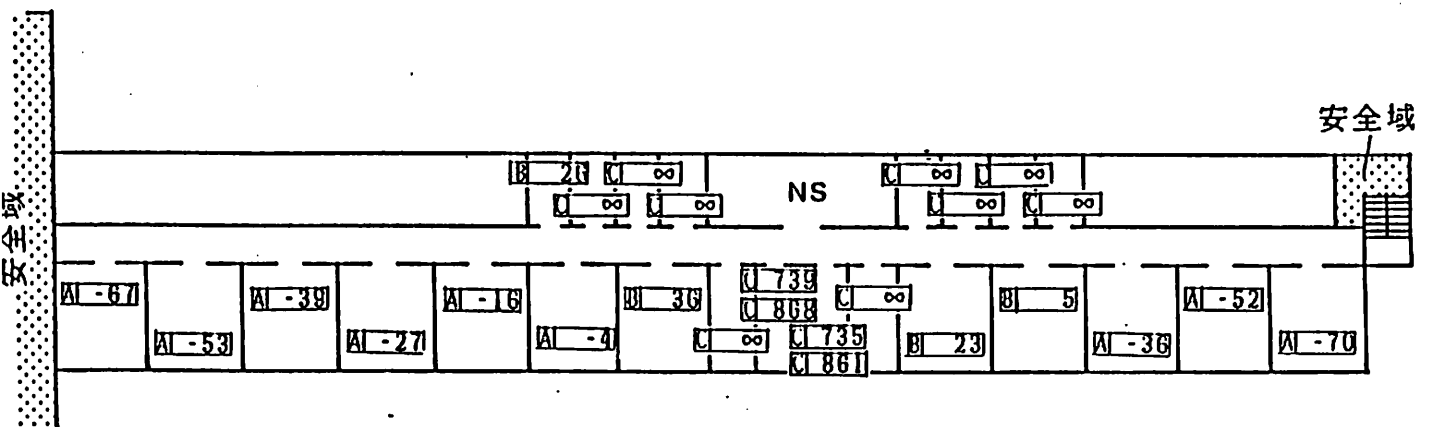 安全域
安全域
B 26
C ∞
C ∞
C ∞
NS
C ∞
C ∞
C ∞
C ∞
A -67
A -53
A -39
A -27
A -16
A -4
B 36
C 739
C 868
C ∞
C 735
C 861
C ∞
B 23
B 5
A -36
A -52
A -70